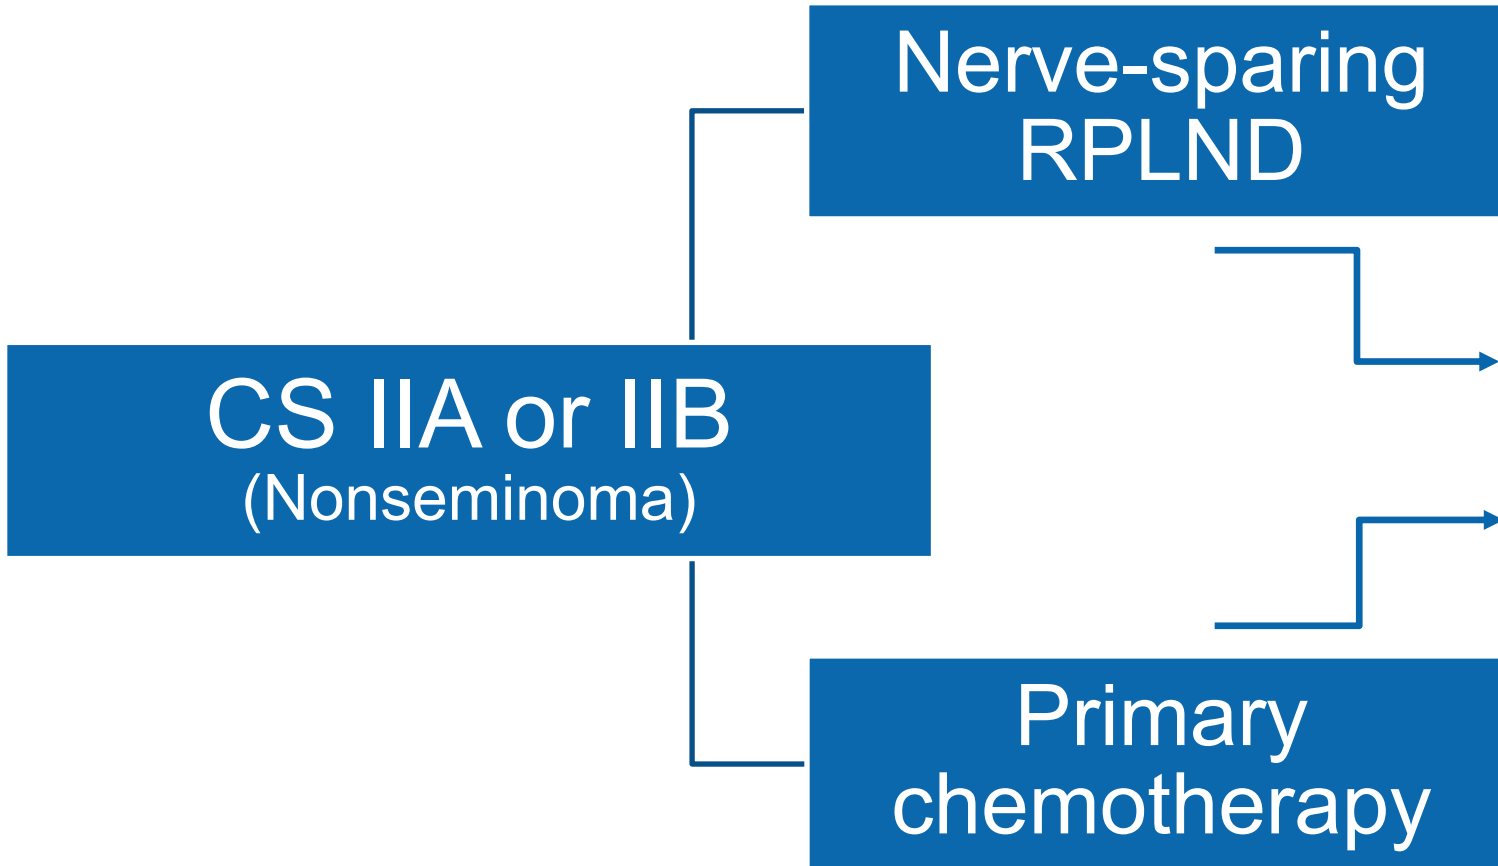 Nerve-sparing
RPLND
CS IIA or IIB
(Nonseminoma)
Primary
chemotherapy